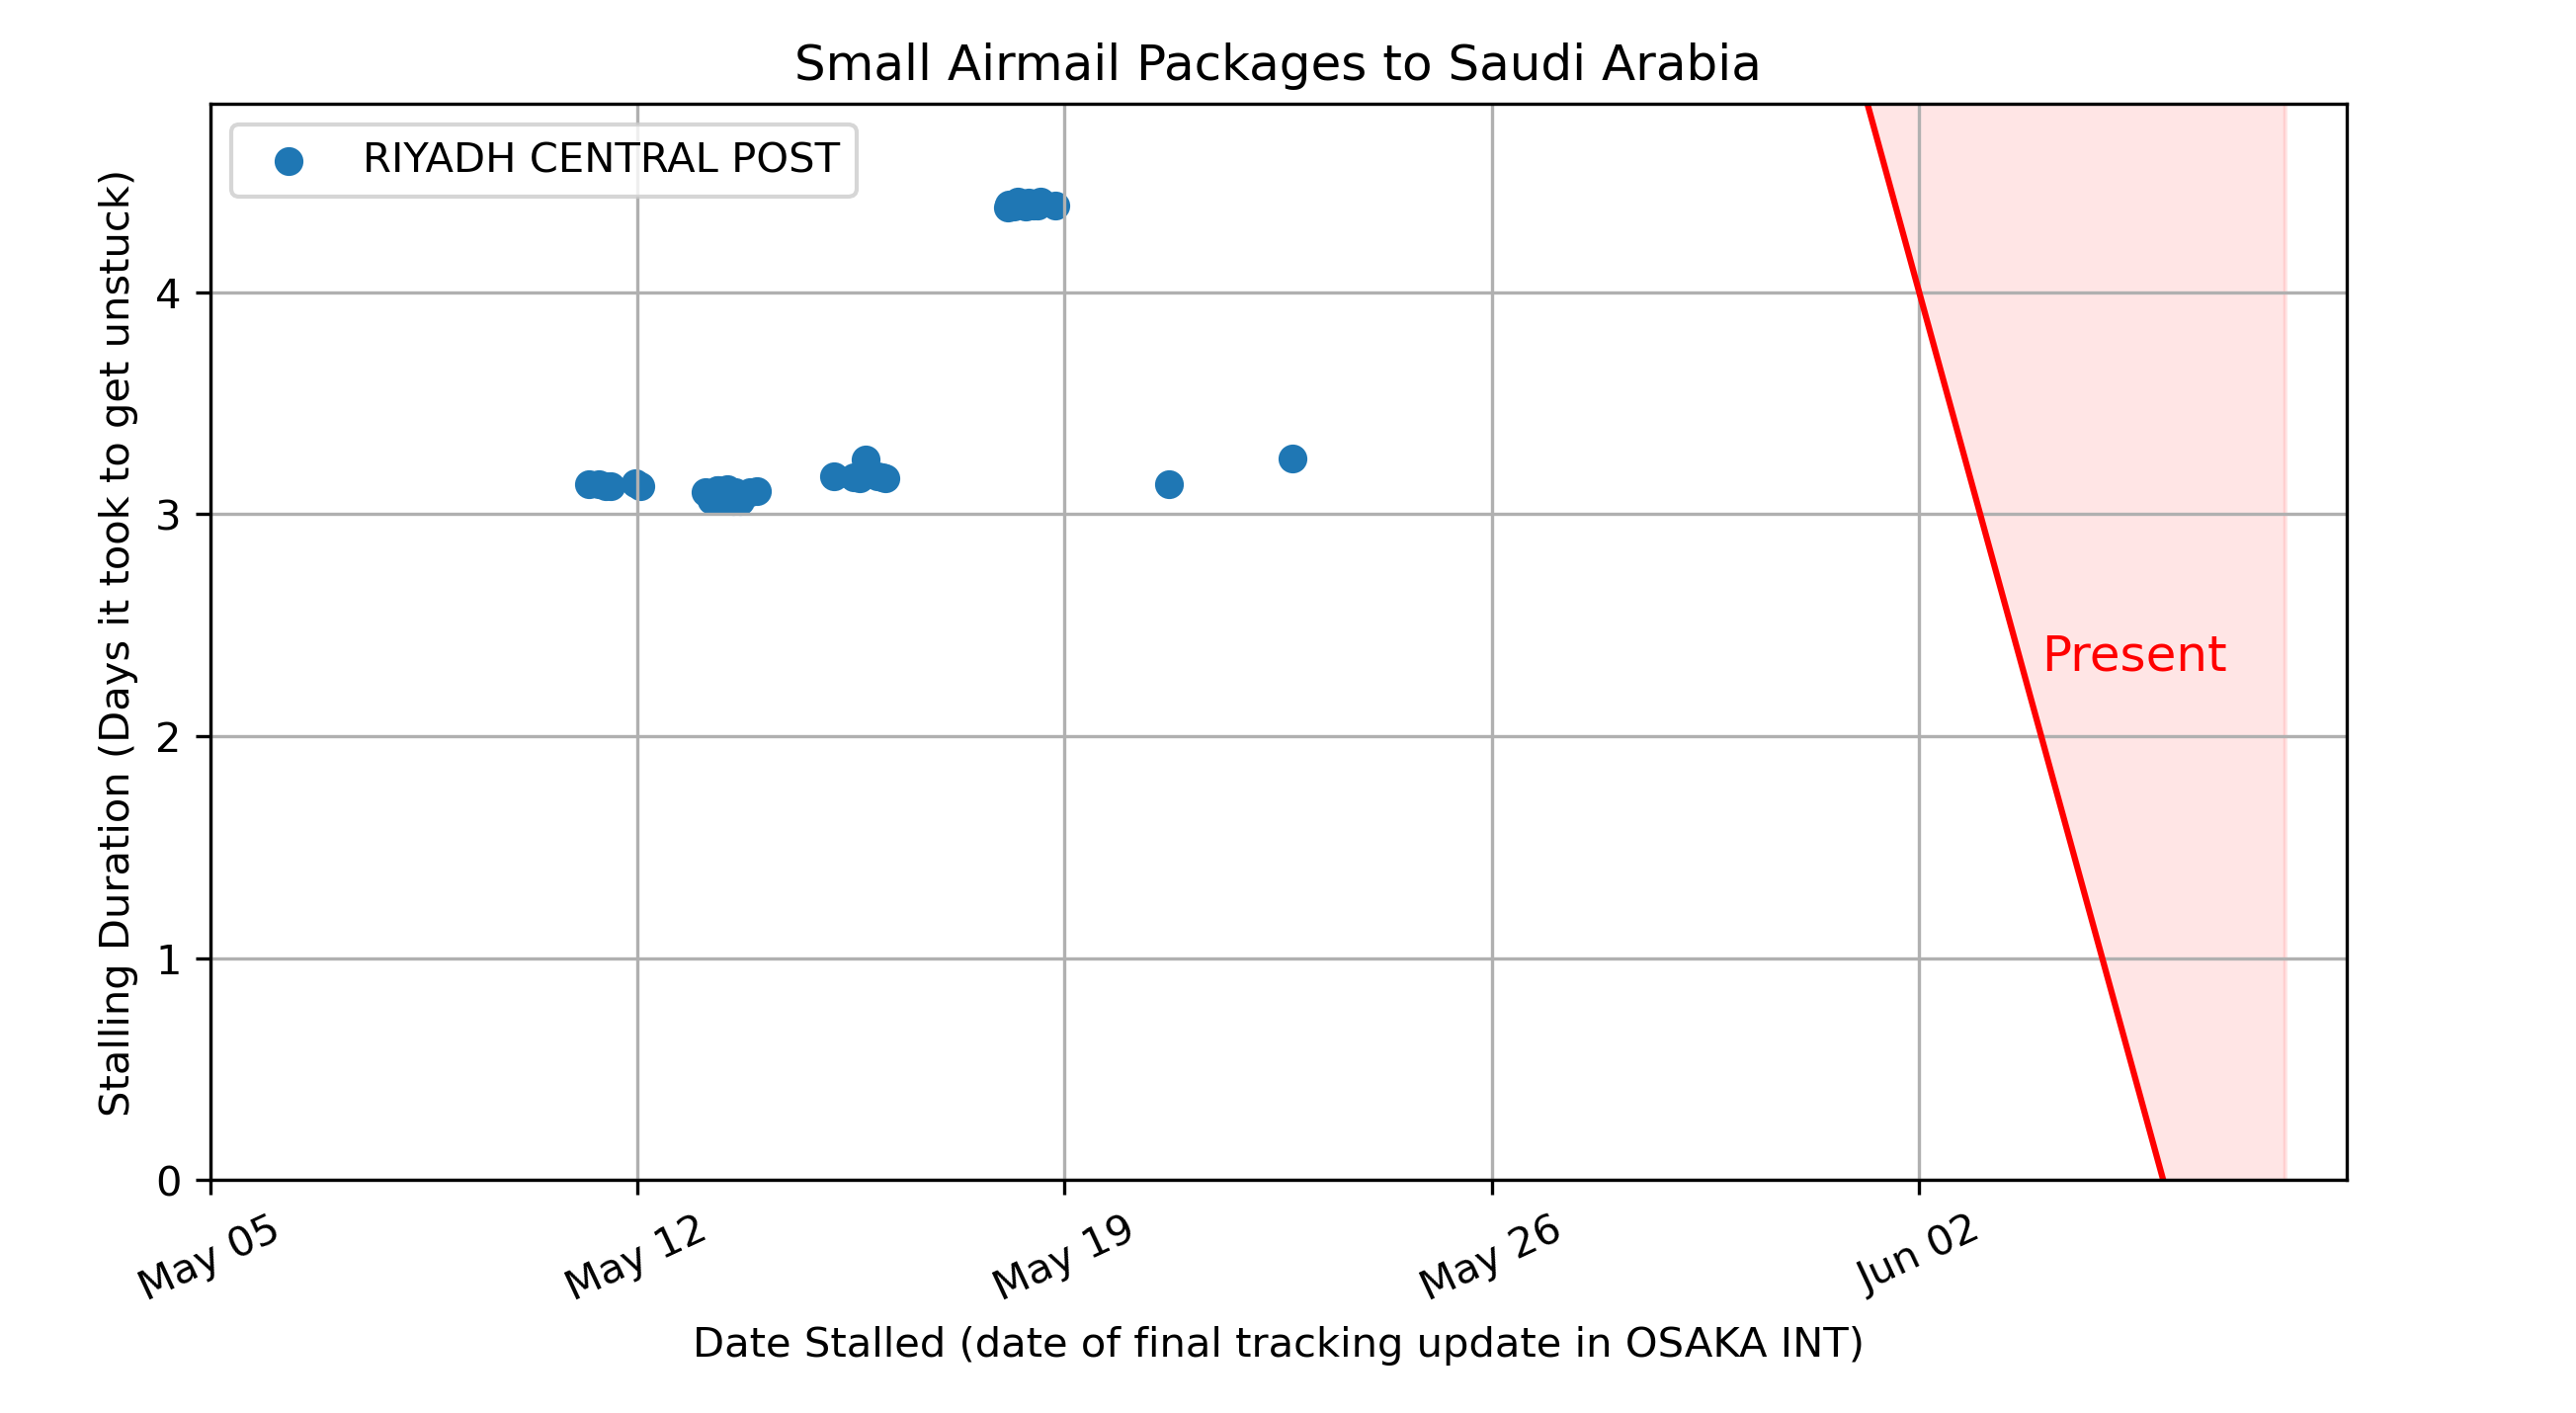 Small Airmail Packages to Saudi Arabia
RIYADH CENTRAL POST
Stalling Duration (Days it took to get unstuck)
4
3
2
1
0
Present
May 05
May 12
May 19
May 26
Jun 02
Date Stalled (date of final tracking update in OSAKA INT)